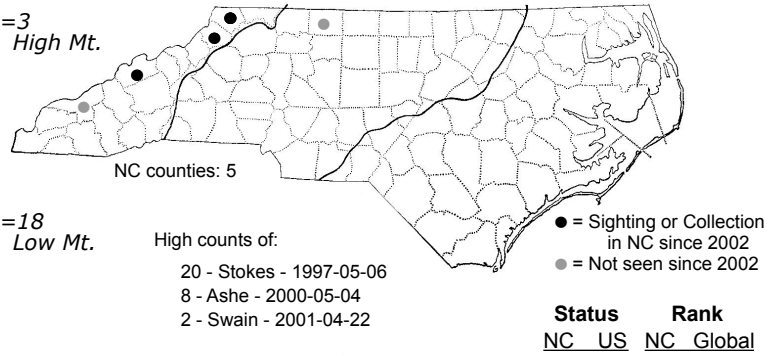 =3
High Mt.
NC counties: 5
=18
Low Mt.
High counts of:
20 - Stokes - 1997-05-06
8 - Ashe - 2000-05-04
2 - Swain - 2001-04-22
= Sighting or Collection
in NC since 2002
= Not seen since 2002
Status Rank
NC US NC Global